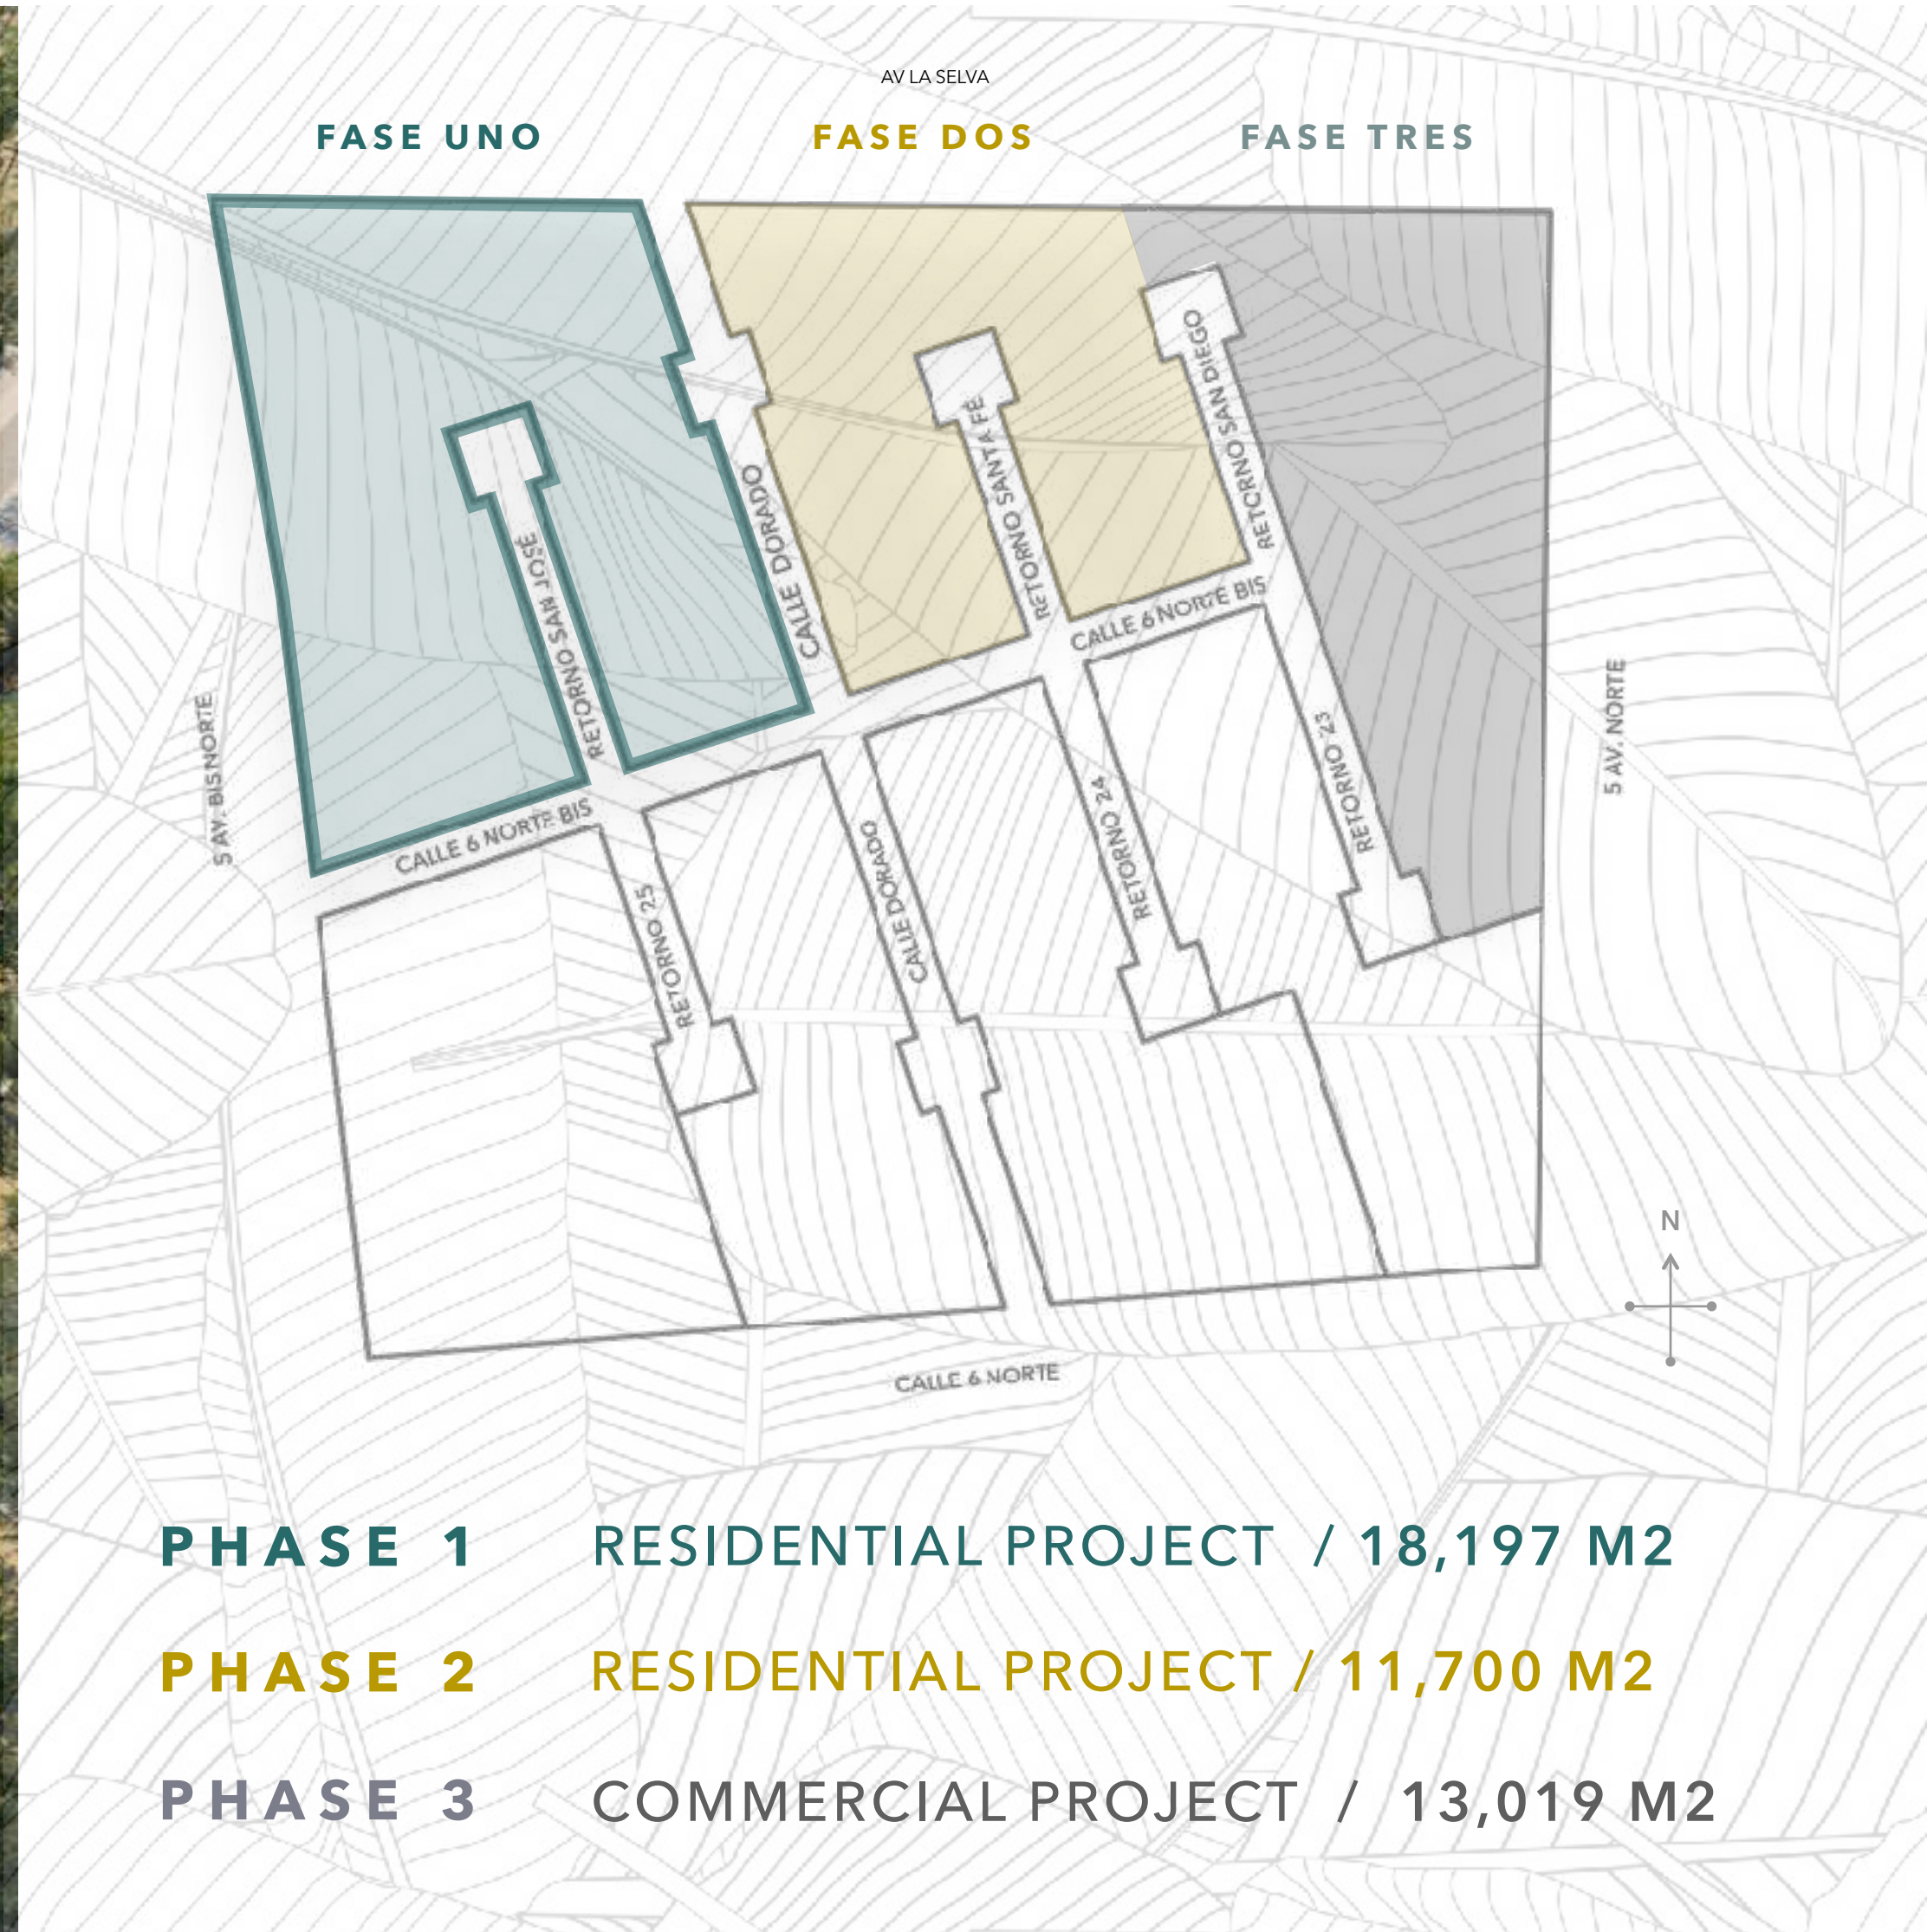 AV LA SELVA
FASE UNO
FASE DOS
FASE TRES
RETORNO SAN JOSÉ
CALLE DORADO
RETORNO SANTA FÉ
RETORNO SAN DIEGO
CALLE 6 NORTE BIS
CALLE 6 NORTE BIS
5 AV. BISNORTE
5 AV. NORTE
RETORNO 25
CALLE DORADO
RETORNO 24
RETORNO 23
N
CALLE 6 NORTE
PHASE 1 RESIDENTIAL PROJECT / 18,197 M2
PHASE 2 RESIDENTIAL PROJECT / 11,700 M2
PHASE 3 COMMERCIAL PROJECT / 13,019 M2